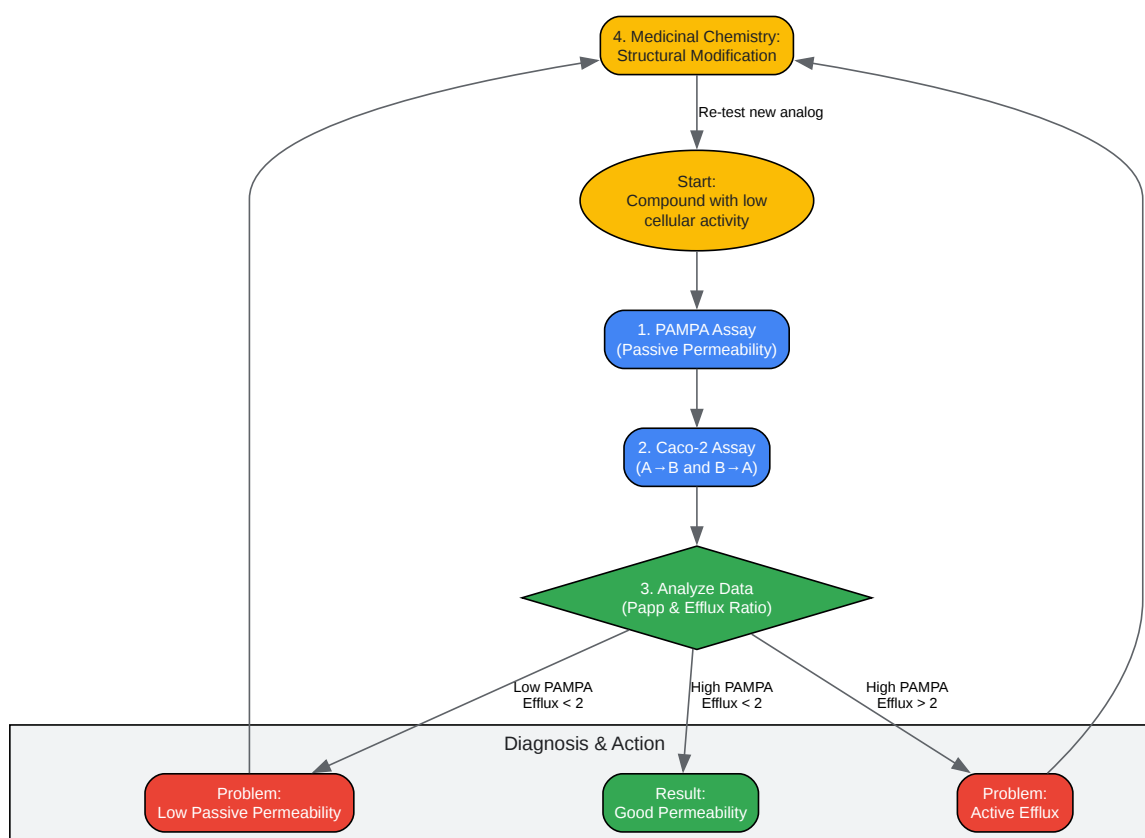 4. Medicinal Chemistry:
Structural Modification
Re-test new analog
Start:
Compound with low
cellular activity
1. PAMPA Assay
(Passive Permeability)
2. Caco-2 Assay
(A→B and B→A)
3. Analyze Data
(Papp & Efflux Ratio)
Low PAMPA
Efflux < 2
High PAMPA
Efflux < 2
High PAMPA
Efflux > 2
Diagnosis & Action
Problem:
Low Passive Permeability
Result:
Good Permeability
Problem:
Active Efflux